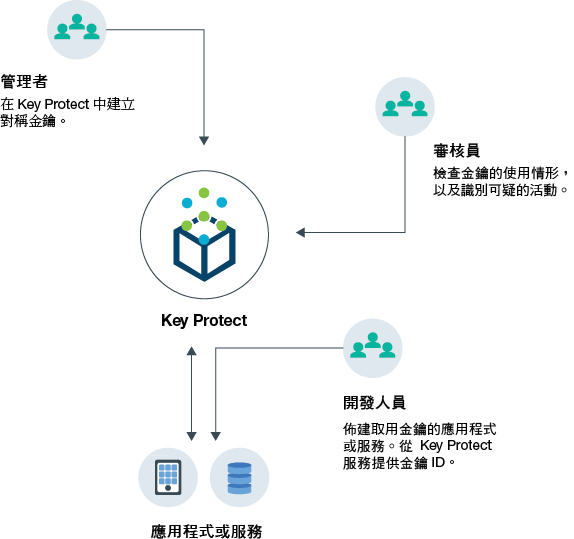 管理者
在 Key Protect 中建立
對稱金鑰。
審核員
檢查金鑰的使用情形，
以及識別可疑的活動。
Key Protect
開發人員
佈建取用金鑰的應用程式
或服務。從 Key Protect
服務提供金鑰 ID。
應用程式或服務